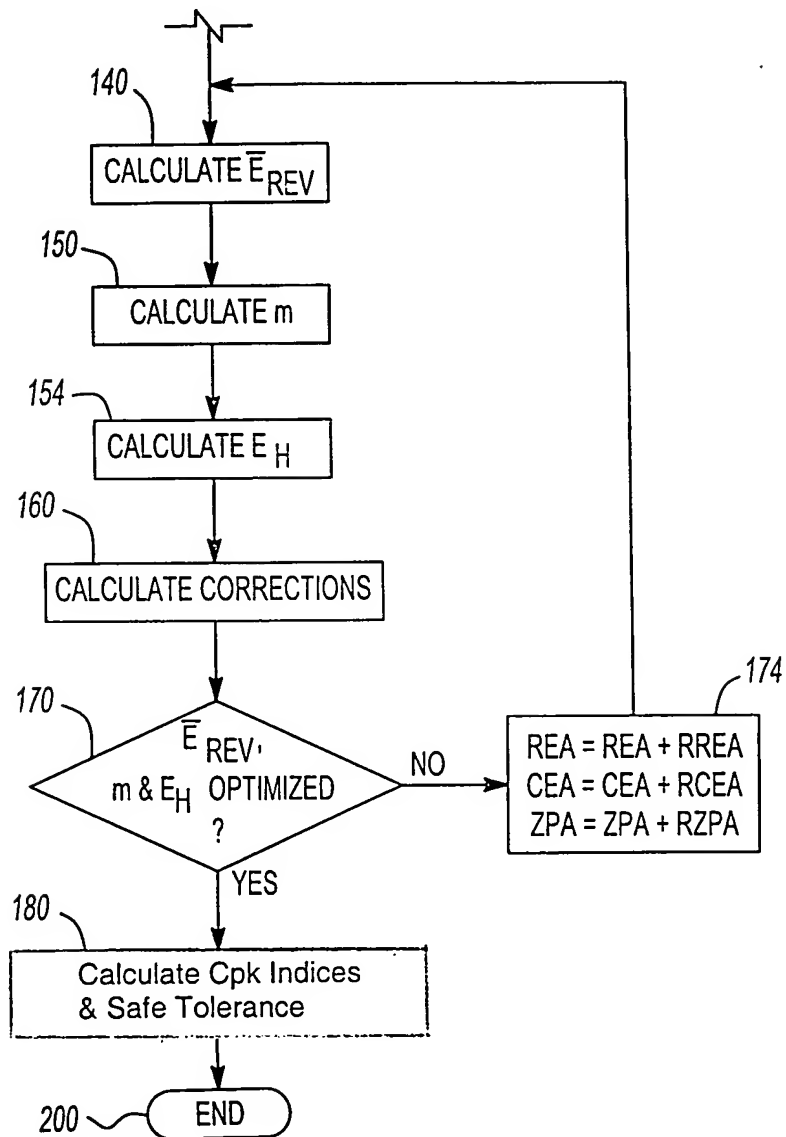 140
CALCULATE E̅ REV
150
CALCULATE m
154
CALCULATE E H
160
CALCULATE CORRECTIONS
170
E̅ REV,
m & E H OPTIMIZED
?
NO
174
REA = REA + RREA
CEA = CEA + RCEA
ZPA = ZPA + RZPA
YES
180
Calculate Cpk Indices
& Safe Tolerance
200
END